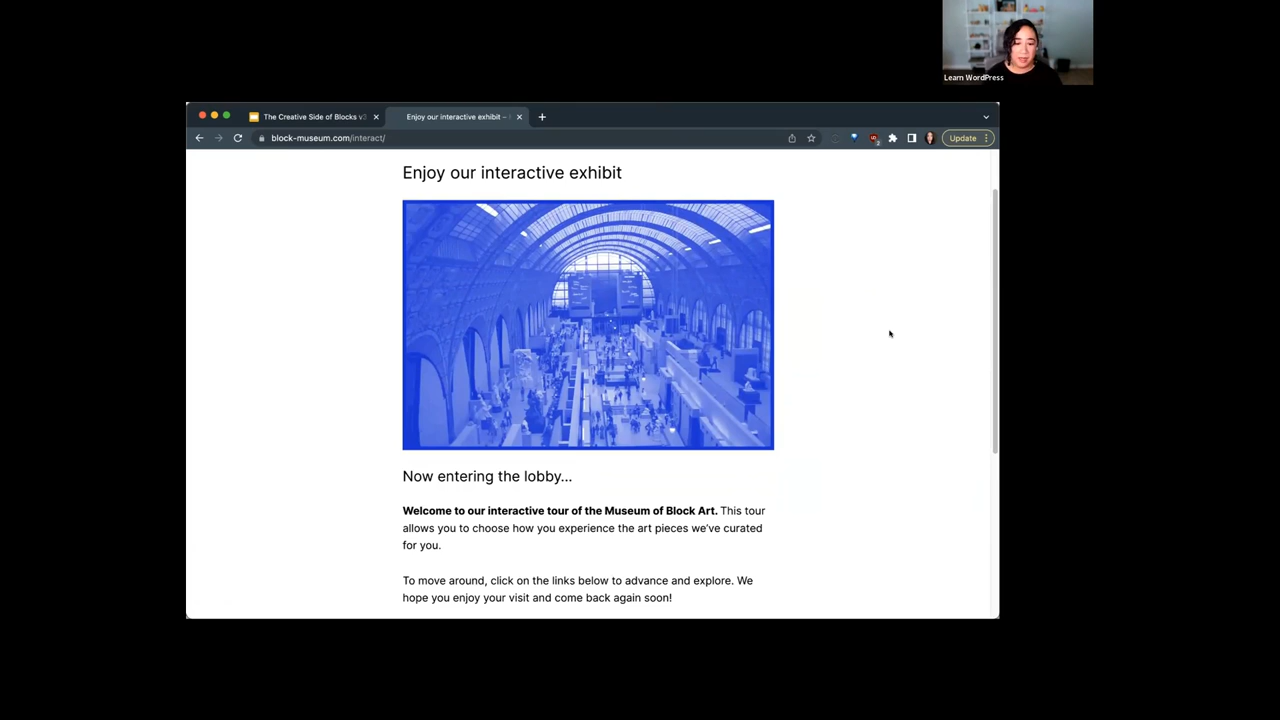 Learn WordPress
The Creative Side of Blocks v3
Enjoy our interactive exhibit –
block-museum.com/interact/
Update
Enjoy our interactive exhibit
Now entering the lobby...
Welcome to our interactive tour of the Museum of Block Art. This tour
allows you to choose how you experience the art pieces we've curated
for you.
To move around, click on the links below to advance and explore. We
hope you enjoy your visit and come back again soon!